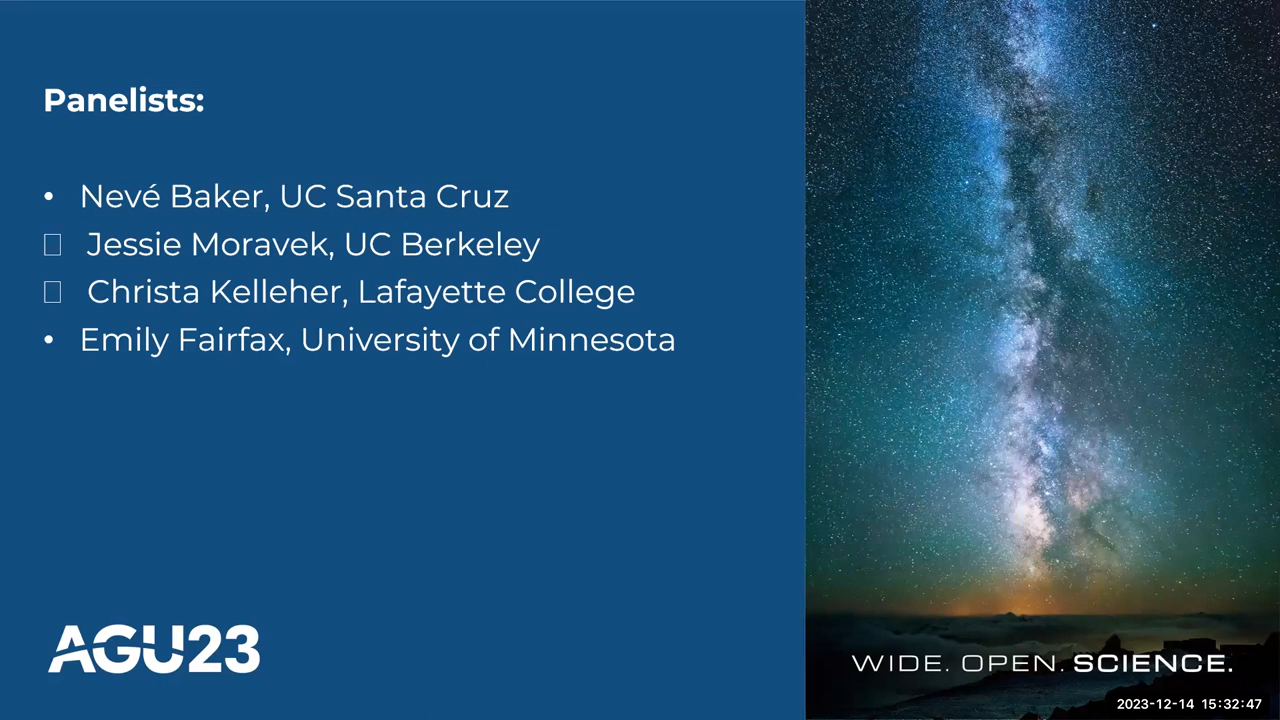 Panelists:
• Nevé Baker, UC Santa Cruz
□ Jessie Moravek, UC Berkeley
□ Christa Kelleher, Lafayette College
• Emily Fairfax, University of Minnesota
AGU23
WIDE. OPEN. SCIENCE.
2023-12-14 15:32:47